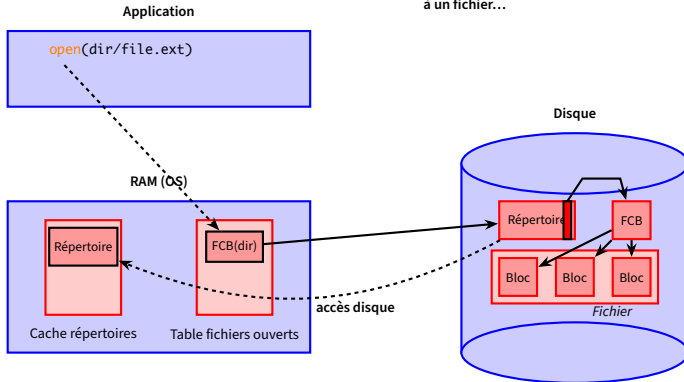 à un fichier...
Application
open(dir/file.ext)
Disque
RAM (OS)
Répertoire
FCB(dir)
Répertoire
FCB
Bloc
Bloc
Bloc
Fichier
accès disque
Cache répertoires
Table fichiers ouverts